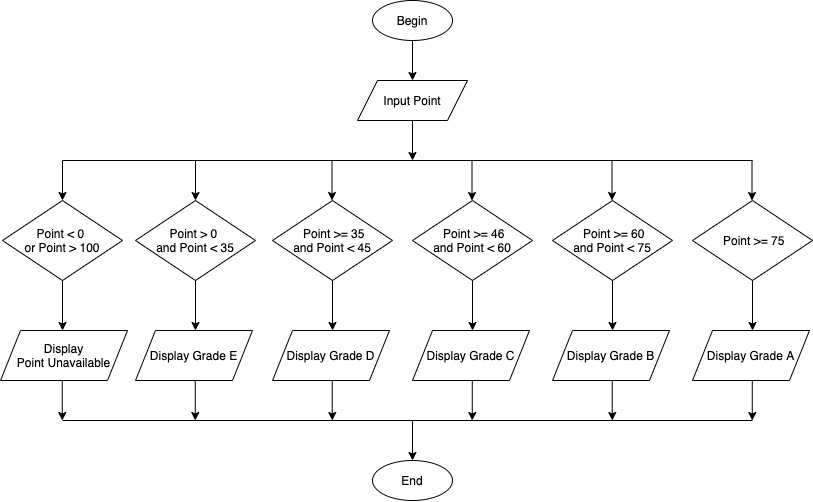 Begin
Input Point
Point < 0
or Point > 100
Point > 0
and Point < 35
Point >= 35
and Point < 45
Point >= 46
and Point < 60
Point >= 60
and Point < 75
Point >= 75
Display
Point Unavailable
Display Grade E
Display Grade D
Display Grade C
Display Grade B
Display Grade A
End